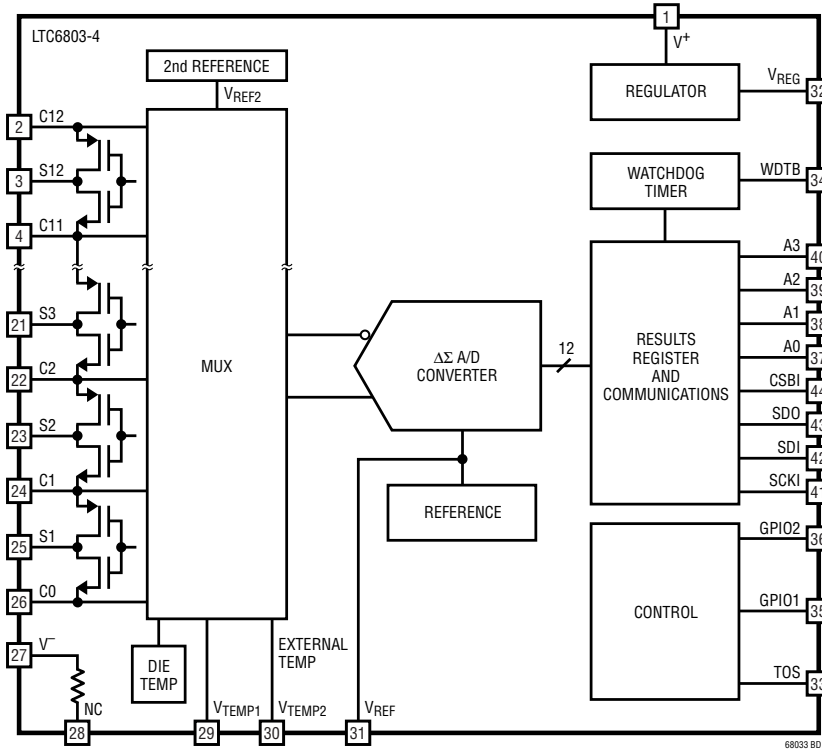 LTC6803-4
1
V+
2nd REFERENCE
VREF2
REGULATOR
VREG
32
2
C12
3
S12
4
C11
WATCHDOG
TIMER
WDTB
34
21
S3
22
C2
23
S2
24
C1
25
S1
26
C0
MUX
ΔΣ A/D
CONVERTER
12
RESULTS
REGISTER
AND
COMMUNICATIONS
A3
40
A2
39
A1
38
A0
37
CSBI
44
SDO
43
SDI
42
SCKI
41
REFERENCE
CONTROL
GPIO2
36
GPIO1
35
TOS
33
27
V−
NC
28
DIE
TEMP
EXTERNAL
TEMP
VTEMP1
29
VTEMP2
30
VREF
31
68033 BD